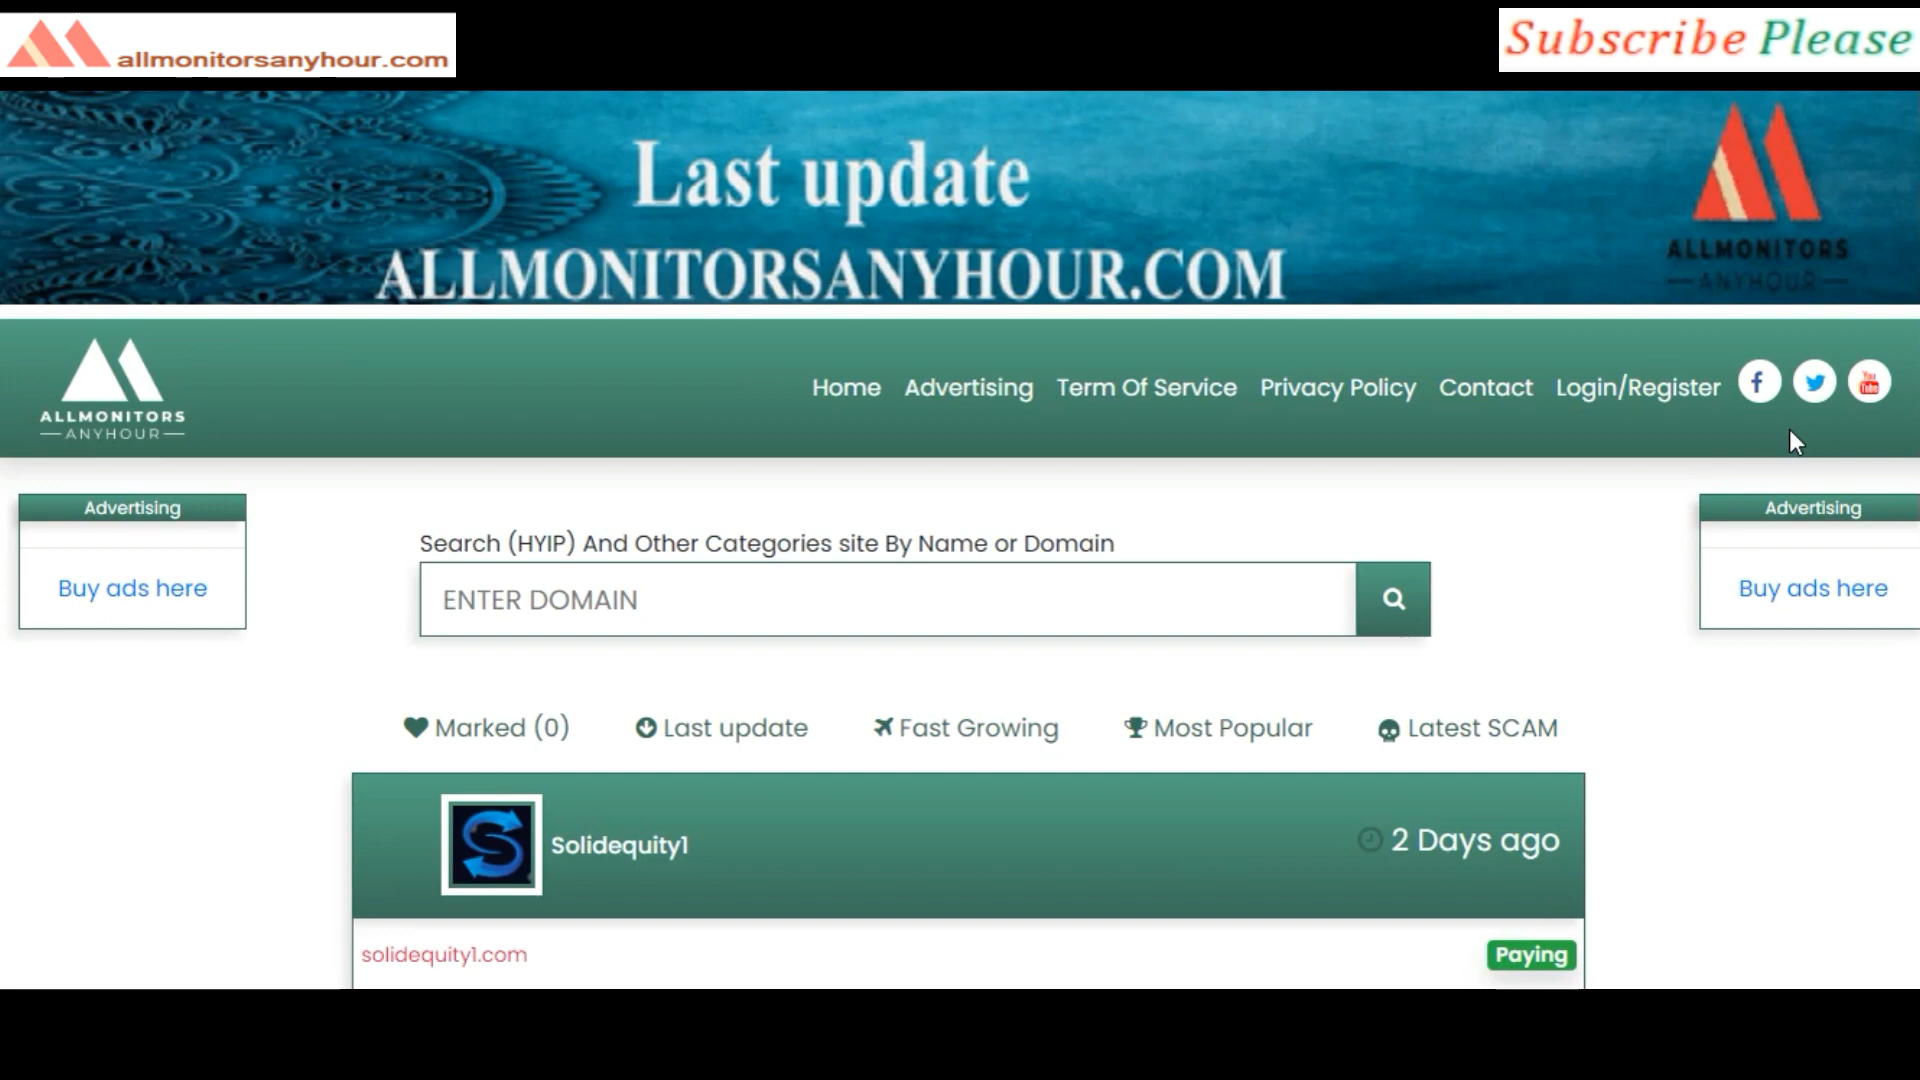 allmonitorsanyhour.com
Subscribe Please
Last update
ALLMONITORSANYHOUR.COM
ALLMONITORS
ANYHOUR
ALLMONITORS
ANYHOUR
Home Advertising Term Of Service Privacy Policy Contact Login/Register
You Tube
Advertising
Buy ads here
Advertising
Buy ads here
Search (HYIP) And Other Categories site By Name or Domain
ENTER DOMAIN
Marked (0) Last update Fast Growing Most Popular Latest SCAM
Solidequity1
2 Days ago
solidequity1.com
Paying